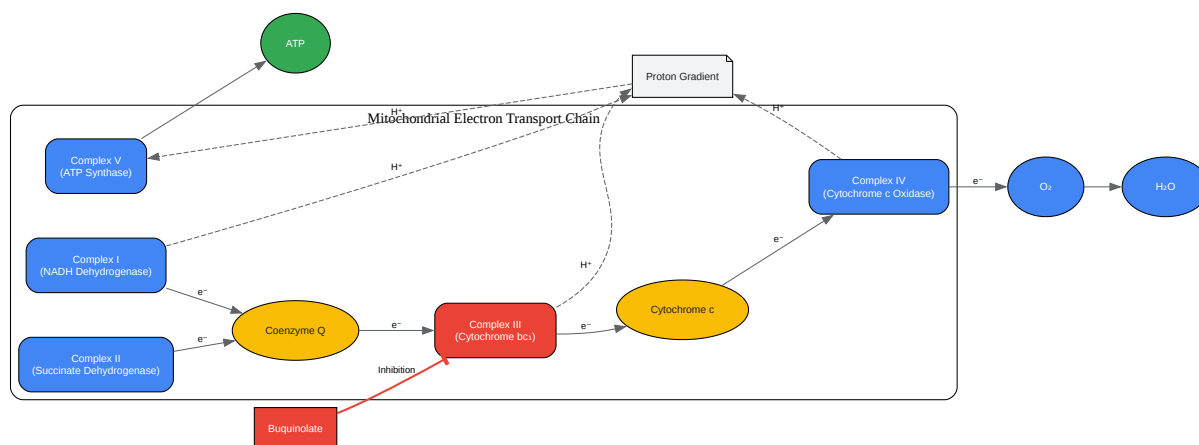 ATP
Proton Gradient
H⁺
H⁺
Mitochondrial Electron Transport Chain
Complex V
(ATP Synthase)
H⁺
Complex IV
(Cytochrome c Oxidase)
e⁻
O₂
H₂O
e⁻
Complex I
(NADH Dehydrogenase)
H⁺
e⁻
Cytochrome c
Coenzyme Q
e⁻
Complex III
(Cytochrome bc₁)
e⁻
e⁻
Complex II
(Succinate Dehydrogenase)
Inhibition
Buquinolate